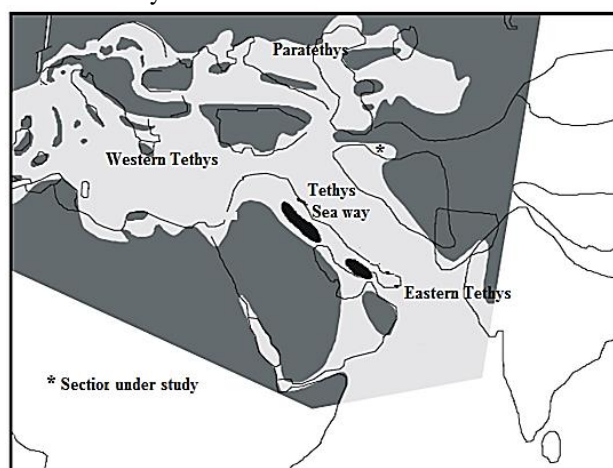 Paratethys
Western Tethys
*
Tethys
Sea way
Eastern Tethys
* Section under study